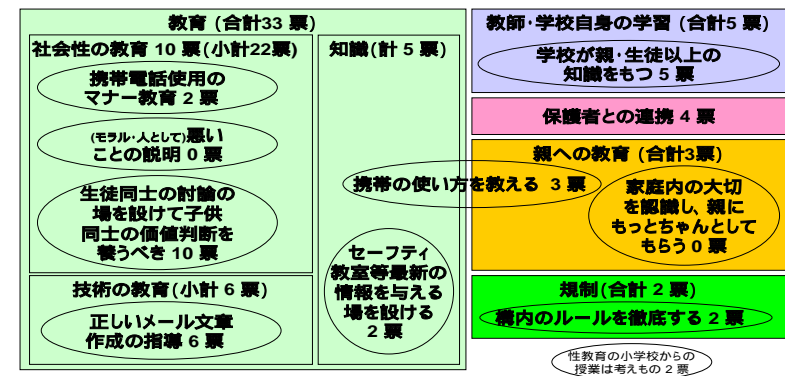 教育 (合計33 票)
社会性の教育 10 票(小計22票)
携帯電話使用の
マナー教育 2 票
(モラル・人として)悪い
ことの説明 0 票
生徒同士の討論の
場を設けて子供
同士の価値判断を
養うべき 10 票
技術の教育(小計 6 票)
正しいメール文章
作成の指導 6 票
知識(計 5 票)
携帯の使い方を教える 3 票
セーフティ
教室等最新の
情報を与える
場を設ける
2 票
教師・学校自身の学習 (合計5 票)
学校が親・生徒以上の
知識をもつ 5 票
保護者との連携 4 票
親への教育 (合計3票)
家庭内の大切
を認識し、親に
もっとちゃんとして
もらう 0 票
規制(合計 2 票)
構内のルールを徹底する 2 票
性教育の小学校からの
授業は考えもの 2 票